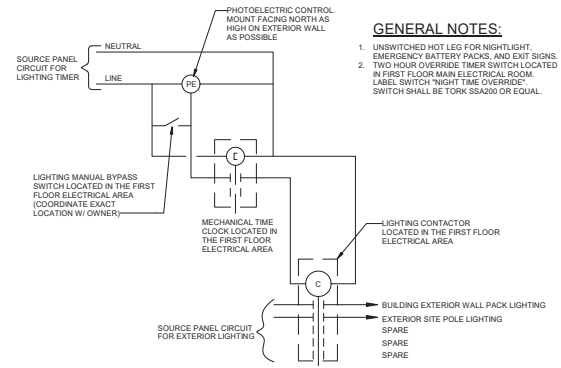 PHOTOELECTRIC CONTROL.
MOUNT FACING NORTH AS
HIGH ON EXTERIOR WALL
AS POSSIBLE
GENERAL NOTES:
1. UNSWITCHED HOT LEG FOR NIGHTLIGHT,
EMERGENCY BATTERY PACKS, AND EXIT SIGNS.
2. TWO HOUR OVERRIDE TIMER SWITCH LOCATED
IN FIRST FLOOR MAIN ELECTRICAL ROOM.
LABEL SWITCH "NIGHT TIME OVERRIDE".
SWITCH SHALL BE TORK SSA200 OR EQUAL.
NEUTRAL
SOURCE PANEL
CIRCUIT FOR
LIGHTING TIMER
LINE
PE
LIGHTING MANUAL BYPASS
SWITCH LOCATED IN THE FIRST
FLOOR ELECTRICAL AREA
(COORDINATE EXACT
LOCATION W/ OWNER)
MECHANICAL TIME
CLOCK LOCATED IN
THE FIRST FLOOR
ELECTRICAL AREA
LIGHTING CONTACTOR
LOCATED IN THE FIRST FLOOR
ELECTRICAL AREA
C
SOURCE PANEL CIRCUIT
FOR EXTERIOR LIGHTING
BUILDING EXTERIOR WALL PACK LIGHTING
EXTERIOR SITE POLE LIGHTING
SPARE
SPARE
SPARE